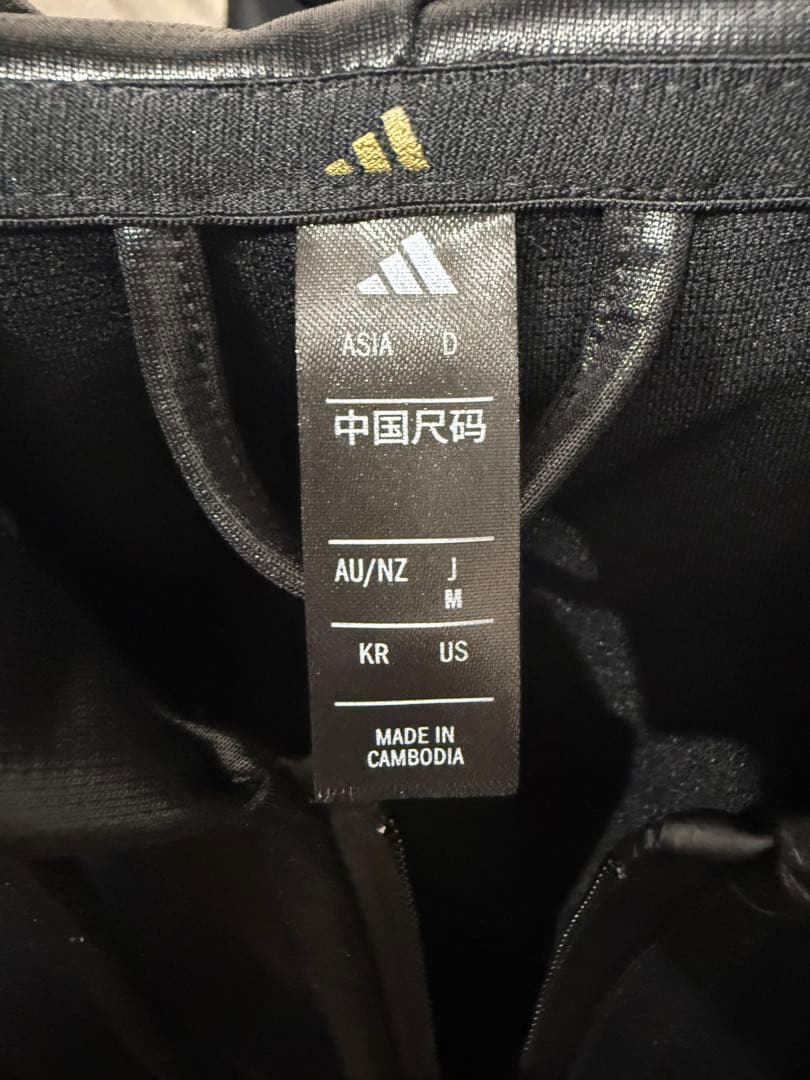 ASIA D
中国尺码
AU/NZ J
M
KR US
MADE IN
CAMBODIA